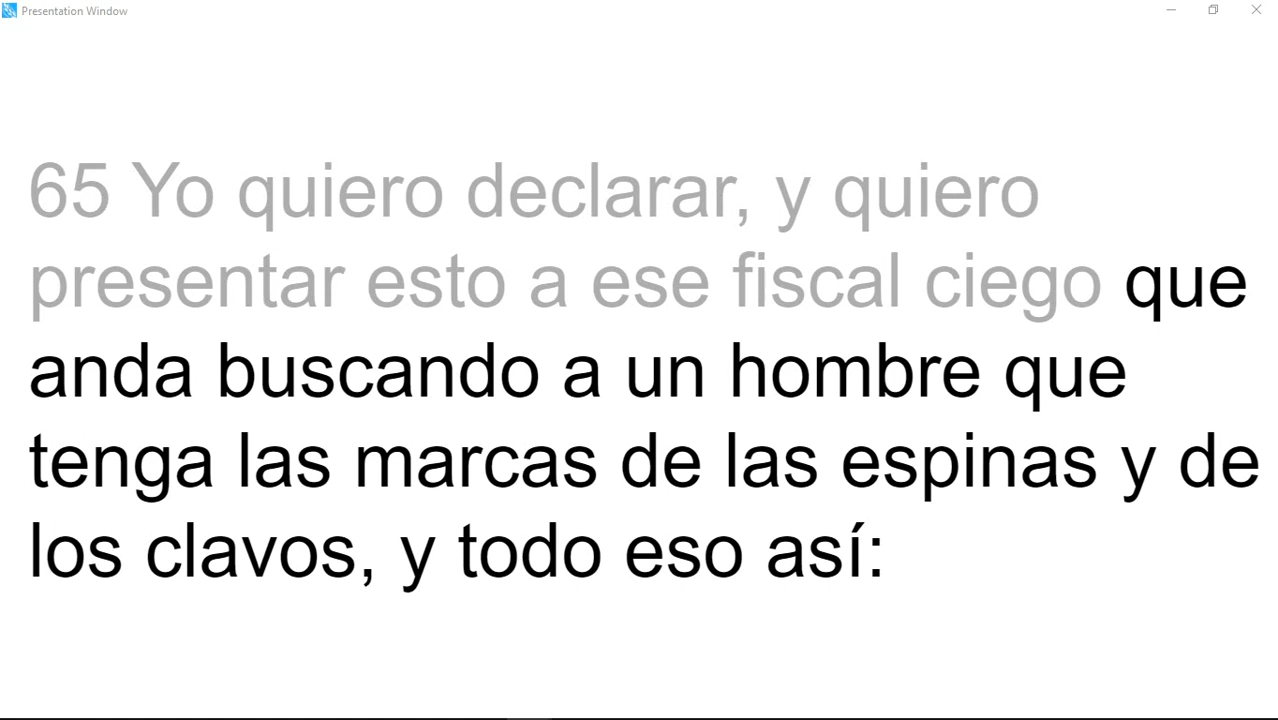 Presentation Window
65 Yo quiero declarar, y quiero
presentar esto a ese fiscal ciego que
anda buscando a un hombre que
tenga las marcas de las espinas y de
los clavos, y todo eso así: